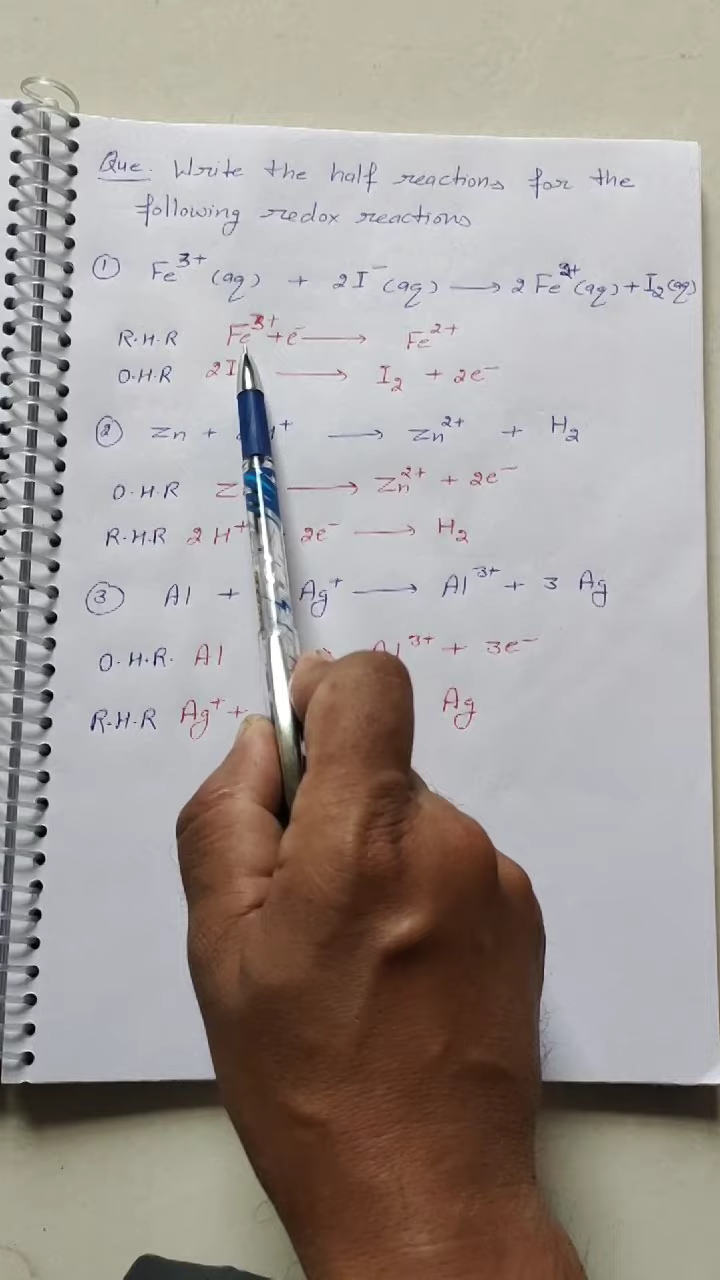 Que. Write the half reactions for the
following redox reactions
① Fe³⁺(aq) + 2I⁻(aq) ⟶ 2Fe²⁺(aq) + I₂(aq)
R.H.R Fe³⁺ + e⁻ ⟶ Fe²⁺
O.H.R 2I ⟶ I₂ + 2e⁻
② Zn + ⁺ ⟶ Zn²⁺ + H₂
O.H.R Z ⟶ Zn²⁺ + 2e⁻
R.H.R 2H⁺ 2e⁻ ⟶ H₂
③ Al + Ag⁺ ⟶ Al³⁺ + 3 Ag
O.H.R. Al Al³⁺ + 3e⁻
R.H.R Ag⁺ + Ag